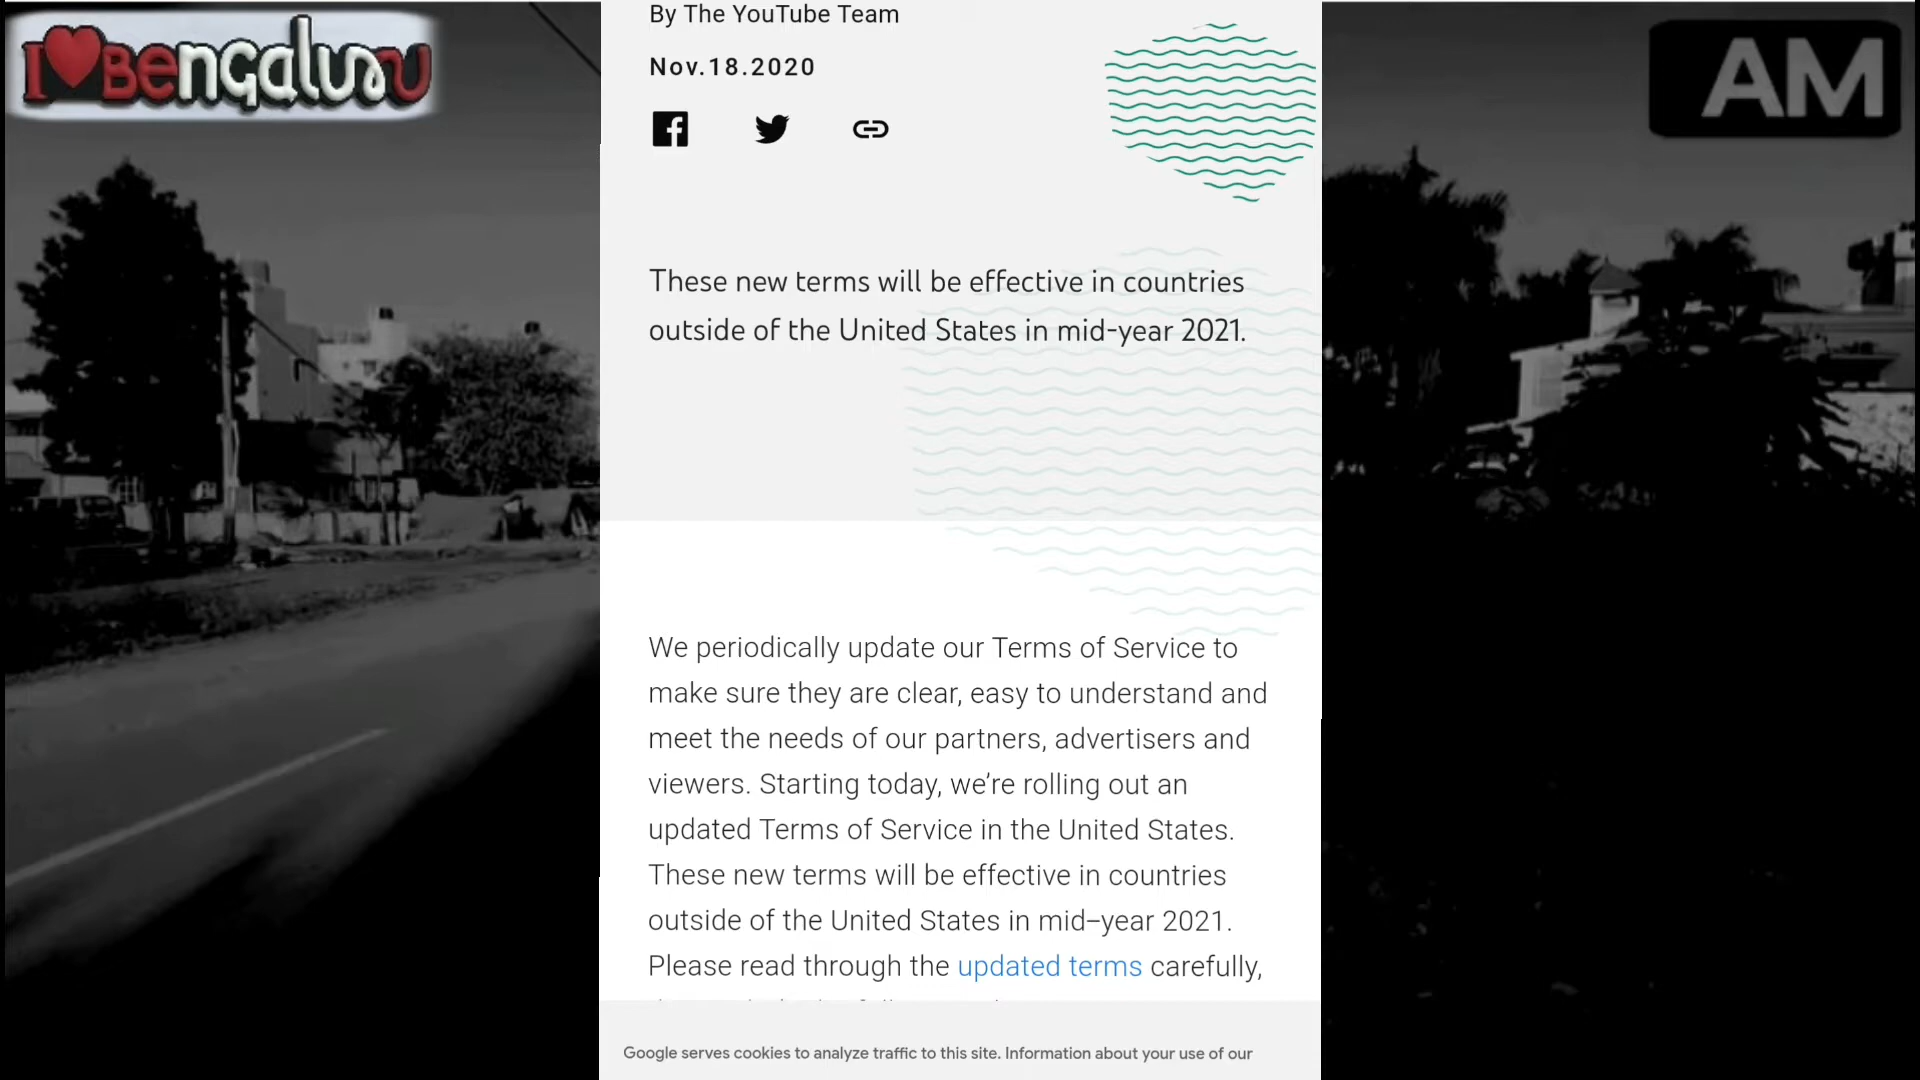 I ❤ Bengaluru
AM
By The YouTube Team
Nov.18.2020
These new terms will be effective in countries
outside of the United States in mid-year 2021.
We periodically update our Terms of Service to
make sure they are clear, easy to understand and
meet the needs of our partners, advertisers and
viewers. Starting today, we’re rolling out an
updated Terms of Service in the United States.
These new terms will be effective in countries
outside of the United States in mid–year 2021.
Please read through the updated terms carefully,
Google serves cookies to analyze traffic to this site. Information about your use of our